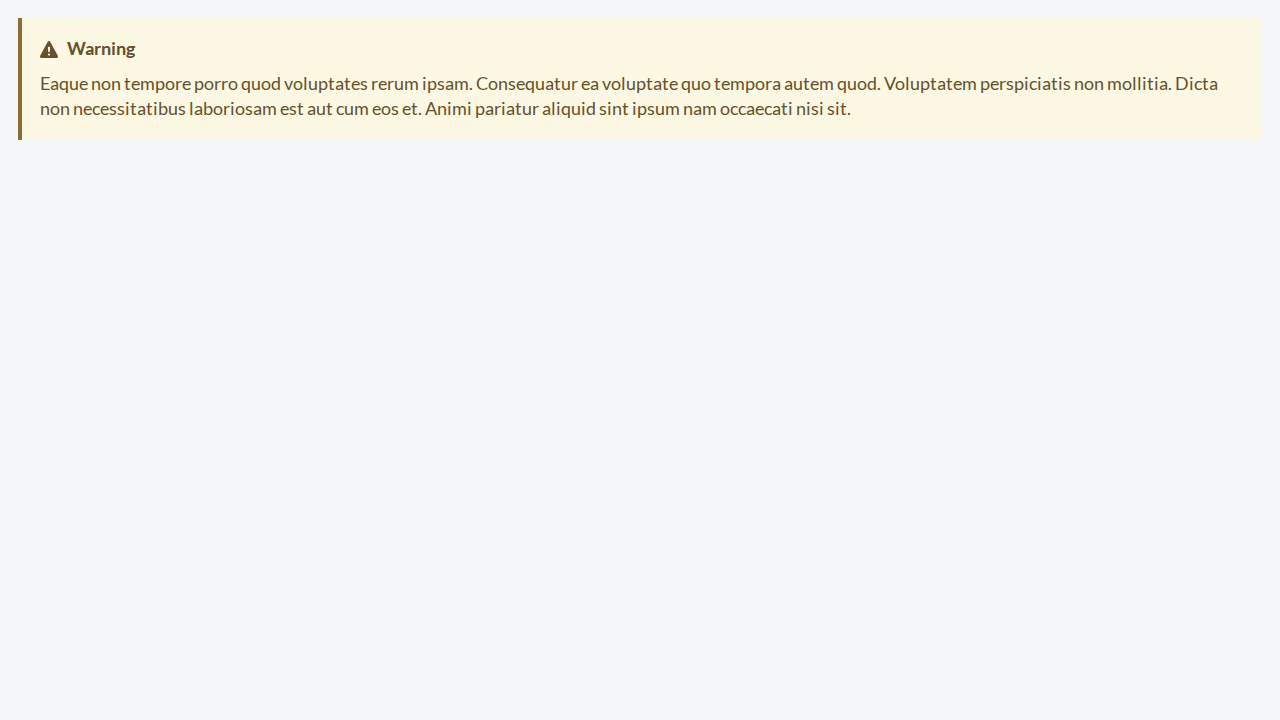 Warning
Eaque non tempore porro quod voluptates rerum ipsam. Consequatur ea voluptate quo tempora autem quod. Voluptatem perspiciatis non mollitia. Dicta
non necessitatibus laboriosam est aut cum eos et. Animi pariatur aliquid sint ipsum nam occaecati nisi sit.